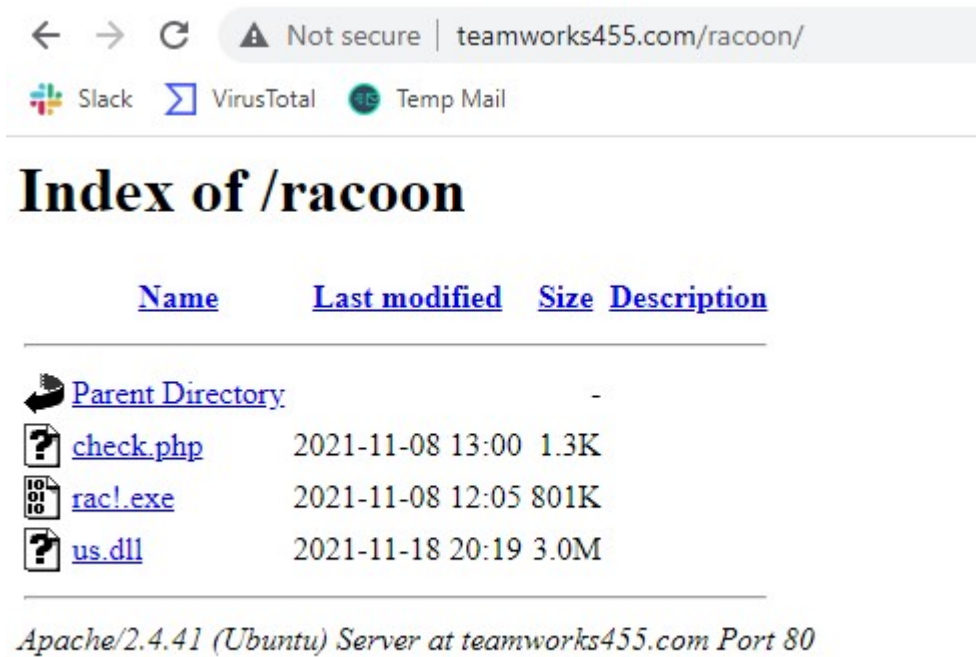 Not secure | teamworks455.com/racoon/
Slack VirusTotal Temp Mail
Index of /racoon
Name Last modified Size Description
Parent Directory -
check.php 2021-11-08 13:00 1.3K
rac!.exe 2021-11-08 12:05 801K
us.dll 2021-11-18 20:19 3.0M
Apache/2.4.41 (Ubuntu) Server at teamworks455.com Port 80